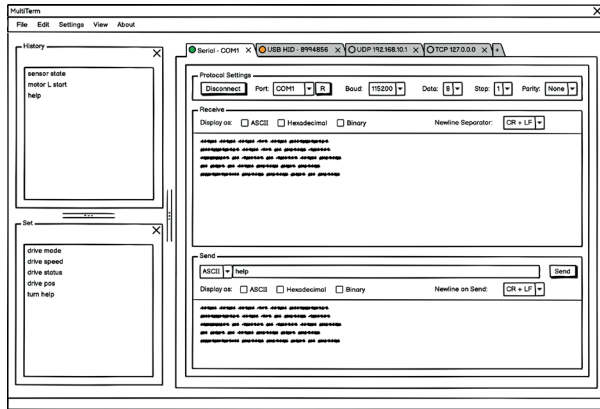 MultiTerm X
File Edit Settings View About
History X
sensor state
motor L start
help
Set X
drive mode
drive speed
drive status
drive pos
turn help
Serial - COM1 X USB HID - 8994856 X UDP 192.168.10.1 X TCP 127.0.0.0 X +
Protocol Settings
Disconnect Port: COM1 R Baud: 115200 Data: 8 Stop: 1 Parity: None
Receive
Display as: ASCII Hexadecimal Binary Newline Separator: CR + LF
Send
ASCII help Send
Display as: ASCII Hexadecimal Binary Newline on Send: CR + LF